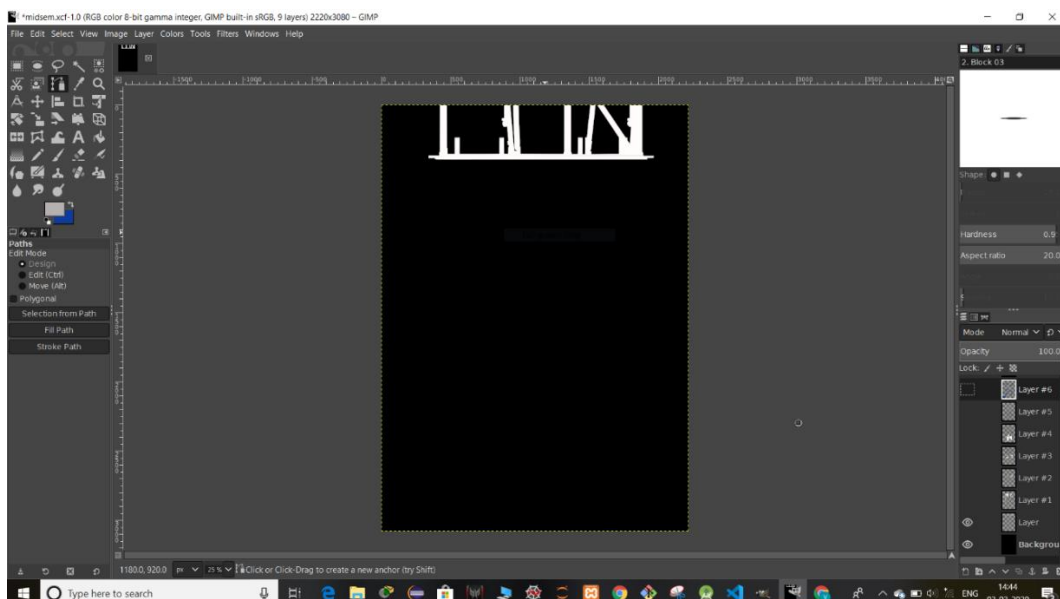 *midsem.xcf-1.0 (RGB color 8-bit gamma integer, GIMP built-in sRGB, 9 layers) 2220x3080 – GIMP
File Edit Select View Image Layer Colors Tools Filters Windows Help
2. Block 03
Shape:
Hardness 0.9
Aspect ratio 20.0
Paths
Edit Mode
Design
Edit (Ctrl)
Move (Alt)
Polygonal
Selection from Path
Fill Path
Stroke Path
Mode Normal
Opacity 100.0
Lock:
Layer #6
Layer #5
Layer #4
Layer #3
Layer #2
Layer #1
Layer
Backgrou
1180.0, 920.0 px 25 % Click or Click-Drag to create a new anchor (try Shift)
Type here to search
ENG
14:44